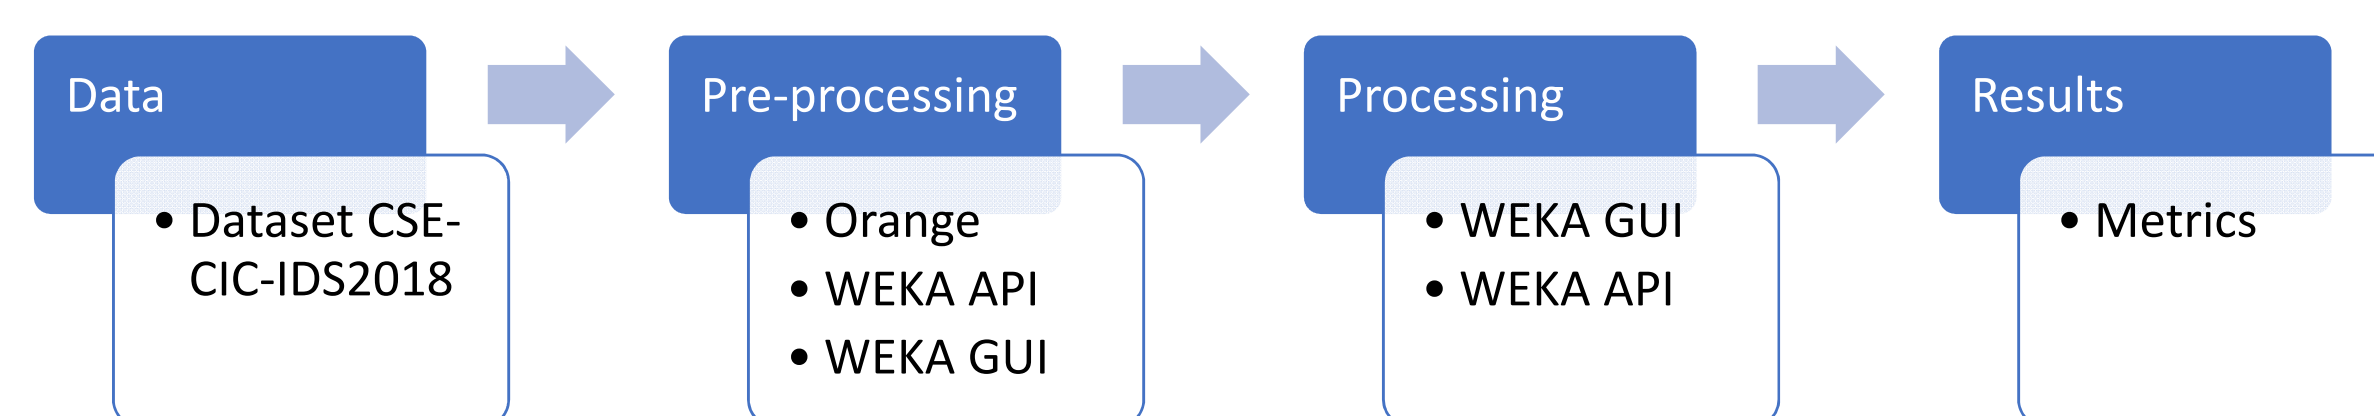 Data
• Dataset CSE-
CIC-IDS2018
Pre-processing
• Orange
• WEKA API
• WEKA GUI
Processing
• WEKA GUI
• WEKA API
Results
• Metrics